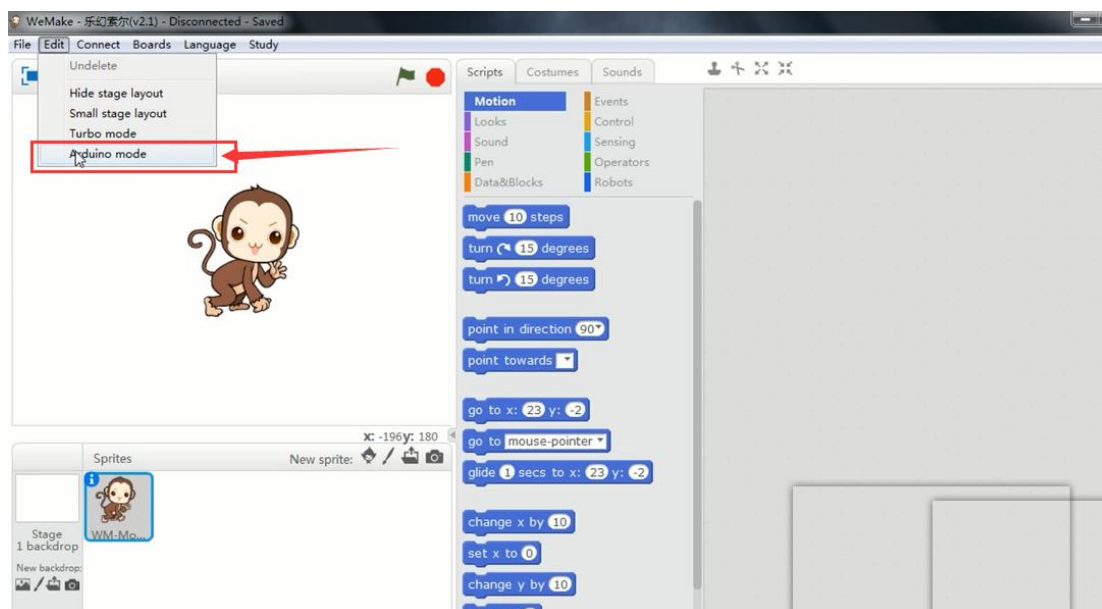 WeMake - 乐幻索尔(v2.1) - Disconnected - Saved
File Edit Connect Boards Language Study
Undelete
Hide stage layout
Small stage layout
Turbo mode
Arduino mode
Scripts Costumes Sounds
Motion Events
Looks Control
Sound Sensing
Pen Operators
Data&Blocks Robots
move 10 steps
turn 15 degrees
turn 15 degrees
point in direction 90
point towards
go to x: 23 y: -2
go to mouse-pointer
glide 1 secs to x: 23 y: -2
change x by 10
set x to 0
change y by 10
x: -196 y: 180
Sprites New sprite:
WM-Mo...
Stage
1 backdrop
New backdrop: